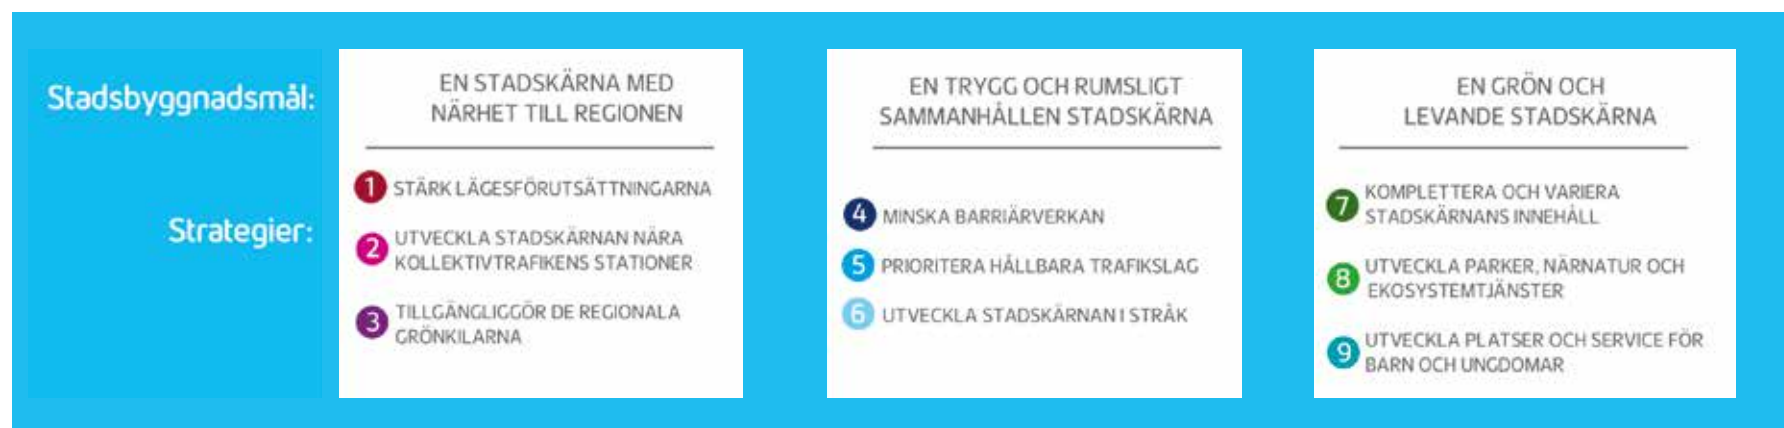 Stadsbyggnadsmål:
Strategier:
EN STADSKÄRNA MED
NÄRHET TILL REGIONEN
1 STÄRK LÄGESFÖRUTSÄTTNINGARNA
2 UTVECKLA STADSKÄRNAN NÄRA
KOLLEKTIVTRAFIKENS STATIONER
3 TILLGÄNGLIGGÖR DE REGIONALA
GRÖNKILARNA
EN TRYGG OCH RUMSLIGT
SAMMANHÅLLEN STADSKÄRNA
4 MINSKA BARRIÄRVERKAN
5 PRIORITERA HÅLLBARA TRAFIKSLAG
6 UTVECKLA STADSKÄRNAN I STRÅK
EN GRÖN OCH
LEVANDE STADSKÄRNA
7 KOMPLETTERA OCH VARIERA
STADSKÄRNANS INNEHÅLL
8 UTVECKLA PARKER, NÄRNATUR OCH
EKOSYSTEMTJÄNSTER
9 UTVECKLA PLATSER OCH SERVICE FÖR
BARN OCH UNGDOMAR